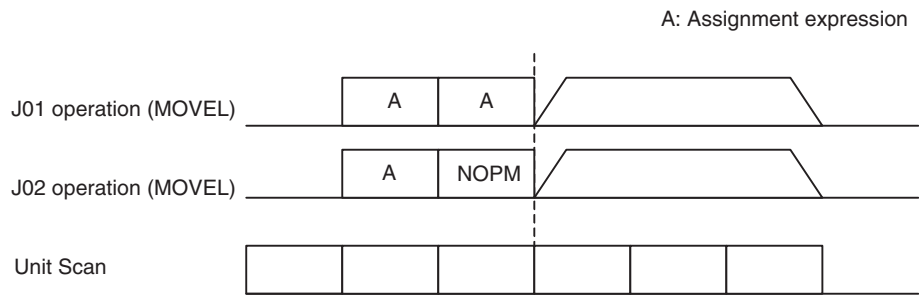 A: Assignment expression
J01 operation (MOVEL)
A
A
J02 operation (MOVEL)
A
NOPM
Unit Scan